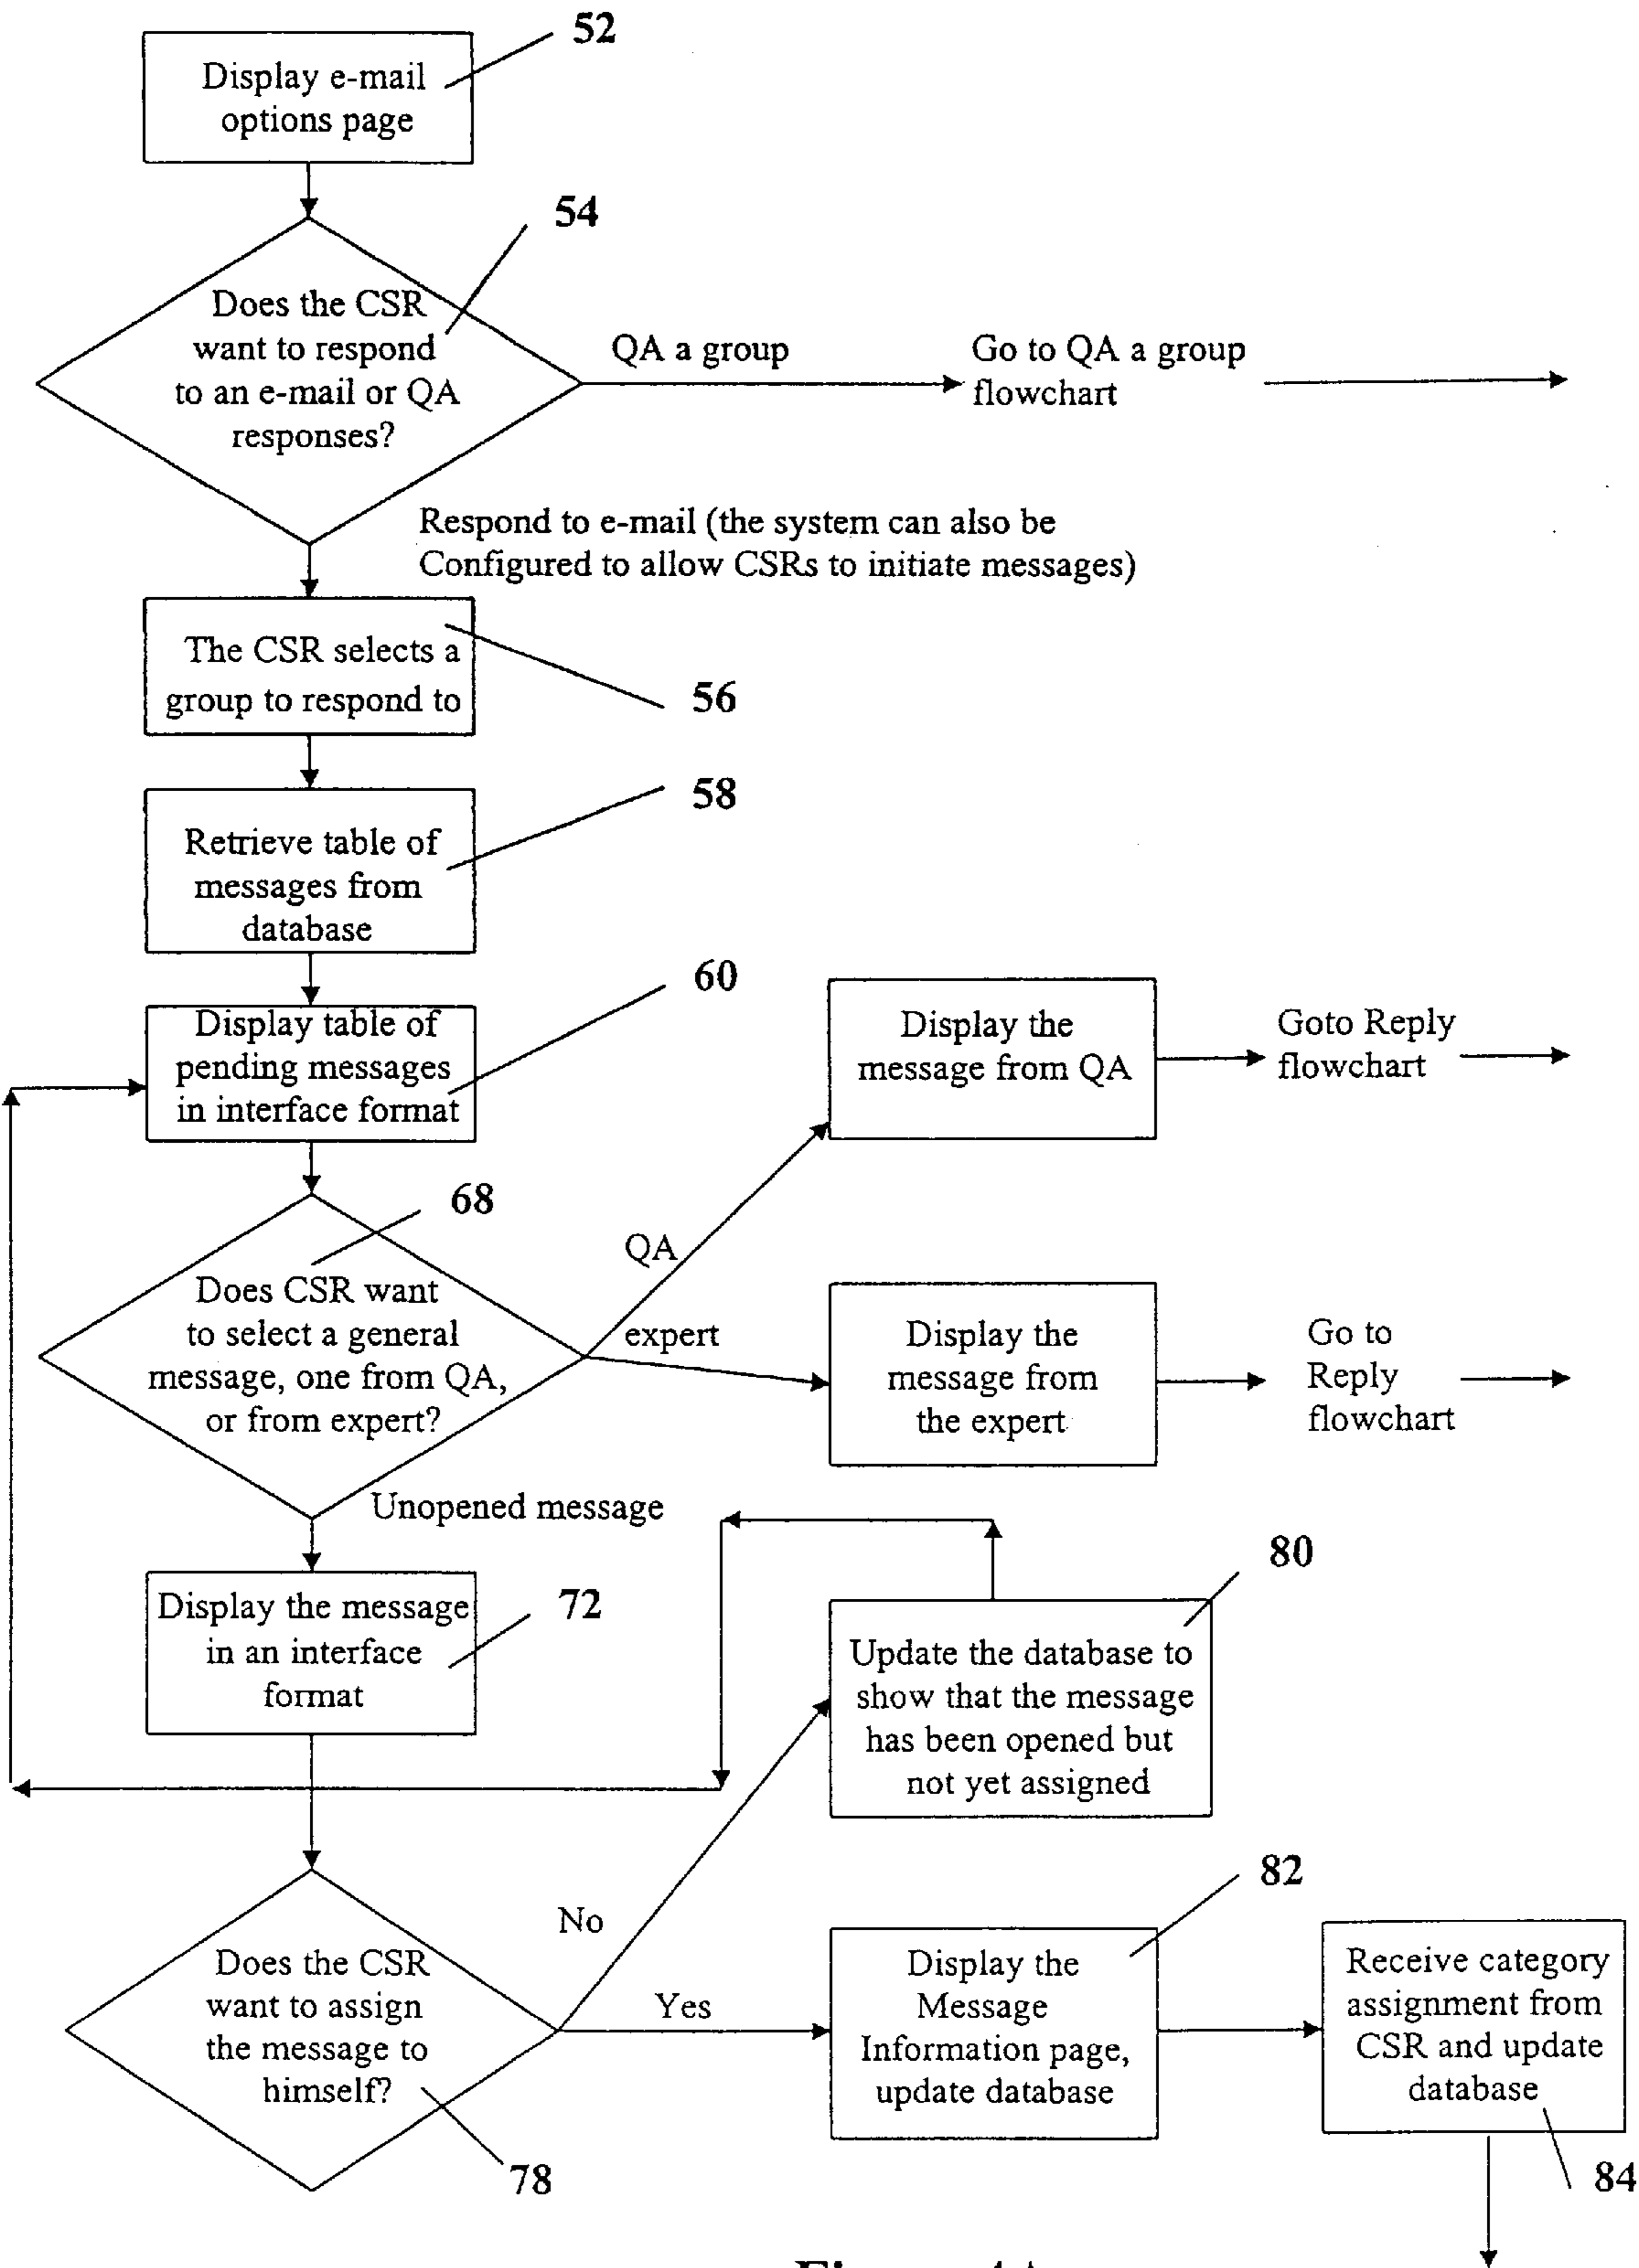 52
Display e-mail
options page
54
Does the CSR
want to respond
to an e-mail or QA
responses?
QA a group
Go to QA a group
flowchart
Respond to e-mail (the system can also be
Configured to allow CSRs to initiate messages)
The CSR selects a
group to respond to
56
58
Retrieve table of
messages from
database
60
Display table of
pending messages
in interface format
Display the
message from QA
Goto Reply
flowchart
68
Does CSR want
to select a general
message, one from QA,
or from expert?
QA
expert
Display the
message from
the expert
Go to
Reply
flowchart
Unopened message
72
Display the message
in an interface
format
80
Update the database to
show that the message
has been opened but
not yet assigned
Does the CSR
want to assign
the message to
himself?
78
No
Yes
82
Display the
Message
Information page,
update database
Receive category
assignment from
CSR and update
database
84